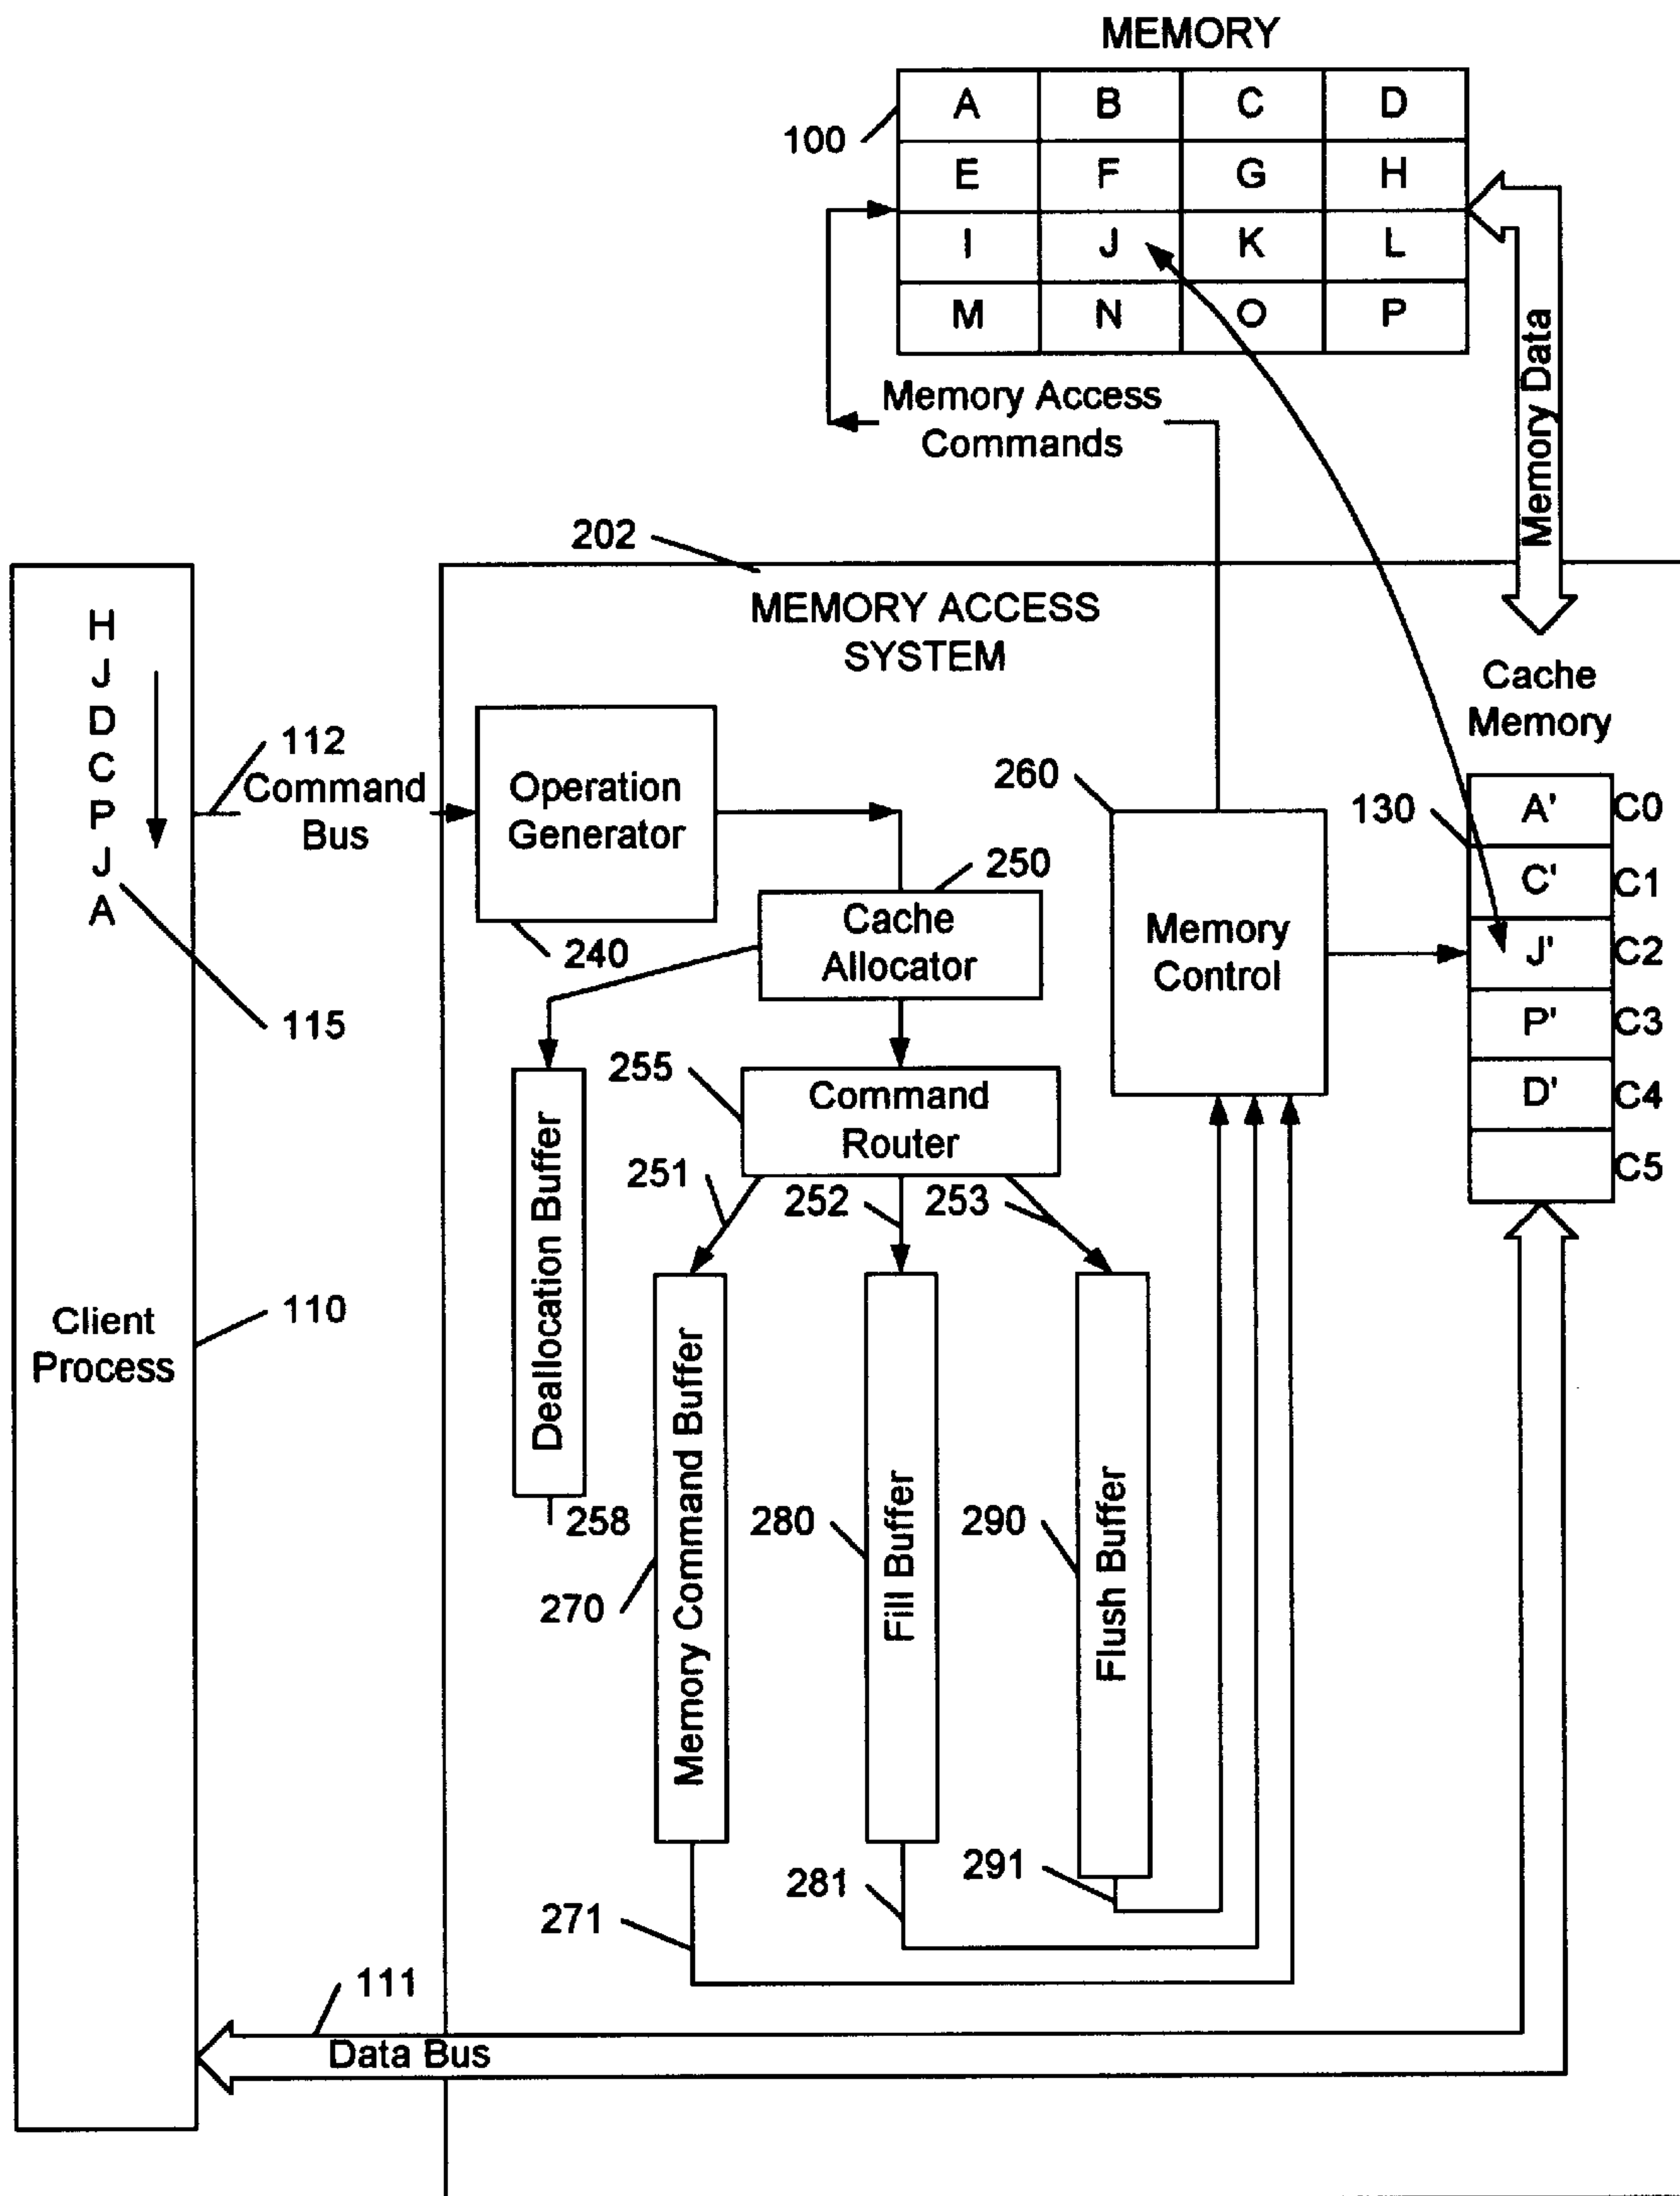 MEMORY
A B C D
100
E F G H
I J K L
M N O P
Memory Access
Commands
Memory Data
202
MEMORY ACCESS
SYSTEM
H
J
D
C
P
J
A
115
112
Command
Bus
Operation
Generator
240
250
Cache
Allocator
260
Memory
Control
Cache
Memory
130
A' C0
C' C1
J' C2
P' C3
D' C4
C5
255
Command
Router
251
252
253
Deallocation Buffer
258
Client
Process
110
Memory Command Buffer
270
Fill Buffer
280
Flush Buffer
290
271
281
291
111
Data Bus